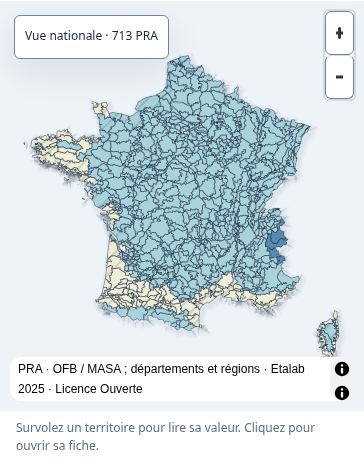 Vue nationale · 713 PRA
+
-
PRA · OFB / MASA ; départements et régions · Etalab
2025 · Licence Ouverte
Survolez un territoire pour lire sa valeur. Cliquez pour
ouvrir sa fiche.